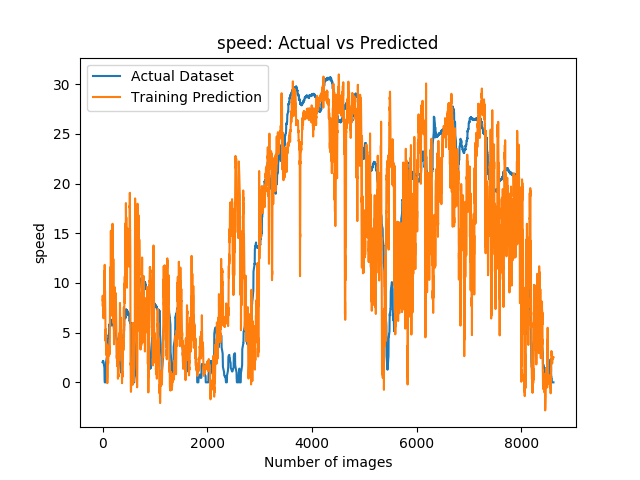 speed: Actual vs Predicted
Actual Dataset
Training Prediction
30
25
20
15
10
5
0
speed
0 2000 4000 6000 8000
Number of images